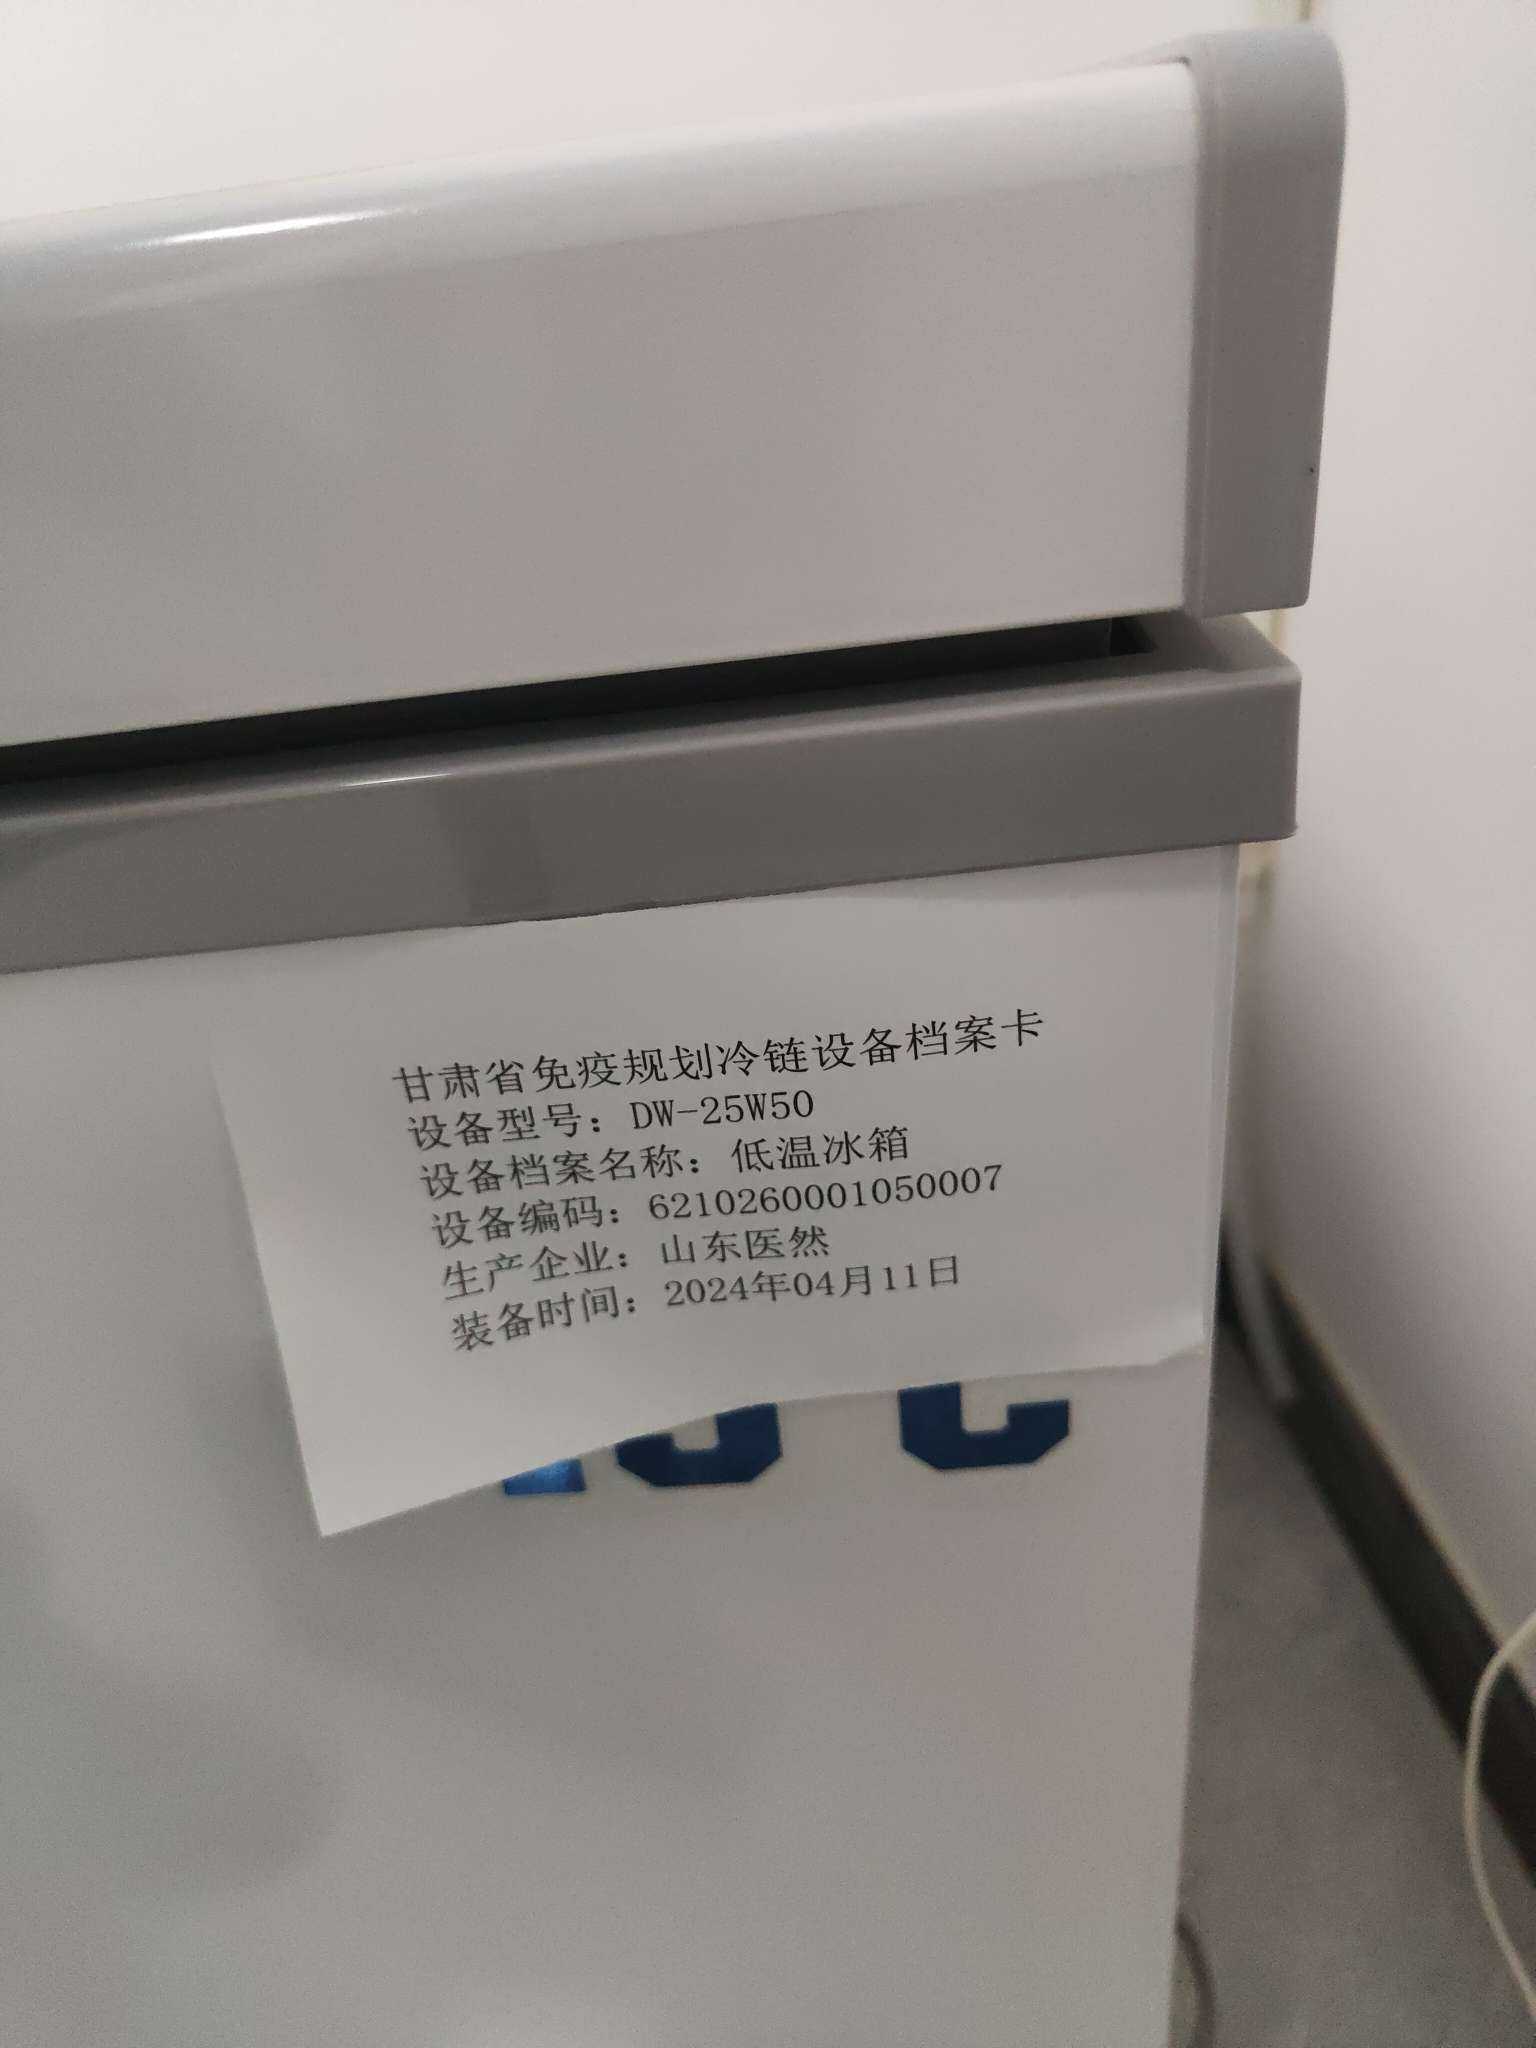 甘肃省免疫规划冷链设备档案卡
设备型号：DW-25W50
设备档案名称：低温冰箱
设备编码：6210260001050007
生产企业：山东医然
装备时间：2024年04月11日